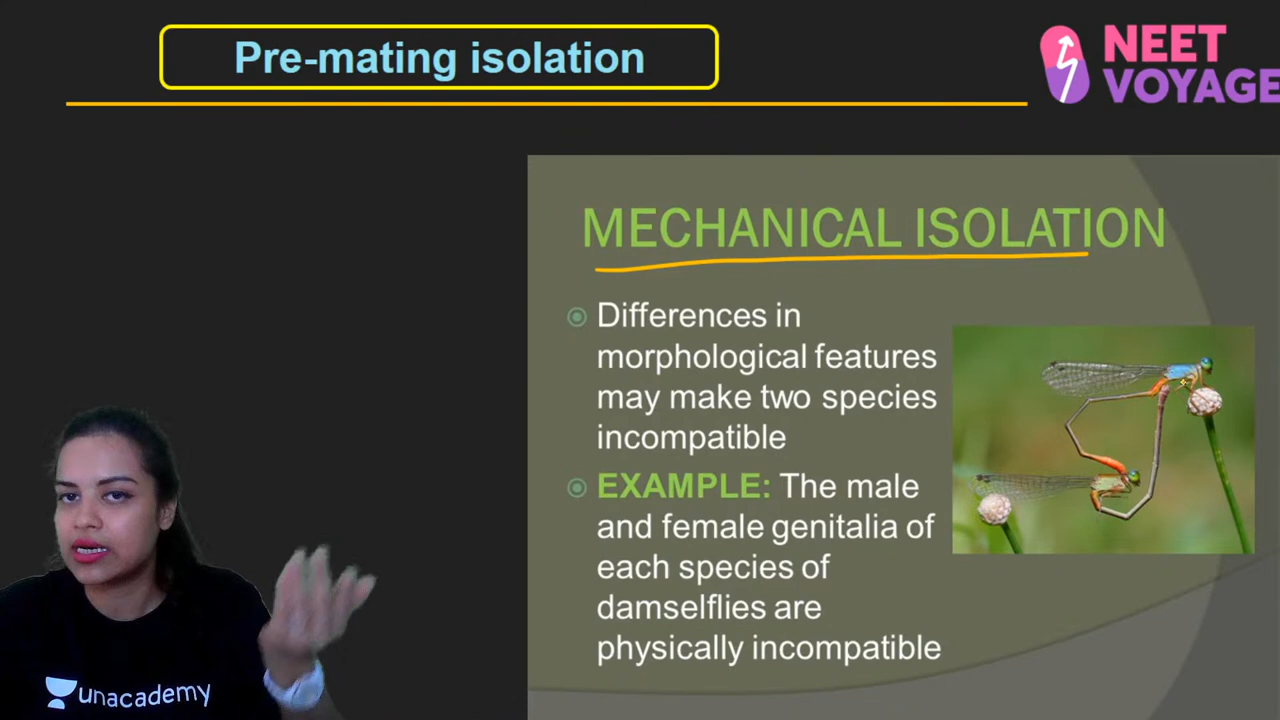 Pre-mating isolation
NEET
VOYAGE
MECHANICAL ISOLATION
Differences in
morphological features
may make two species
incompatible
EXAMPLE: The male
and female genitalia of
each species of
damselflies are
physically incompatible
unacademy